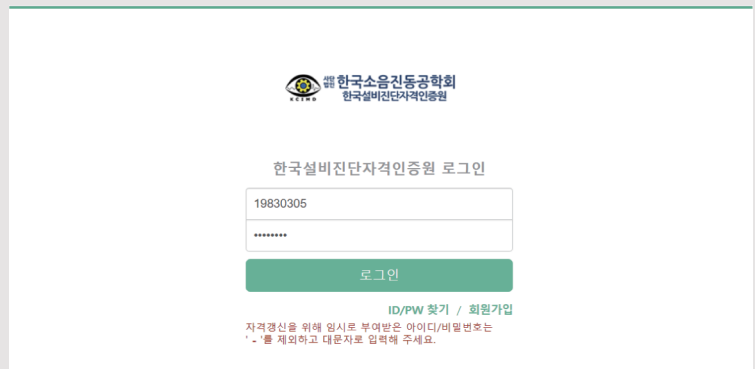 사단법인 한국소음진동공학회
한국설비진단자격인증원
KCIMD
한국설비진단자격인증원 로그인
19830305
••••••••
로그인
ID/PW 찾기 / 회원가입
자격갱신을 위해 임시로 부여받은 아이디/비밀번호는
' - '를 제외하고 대문자로 입력해 주세요.